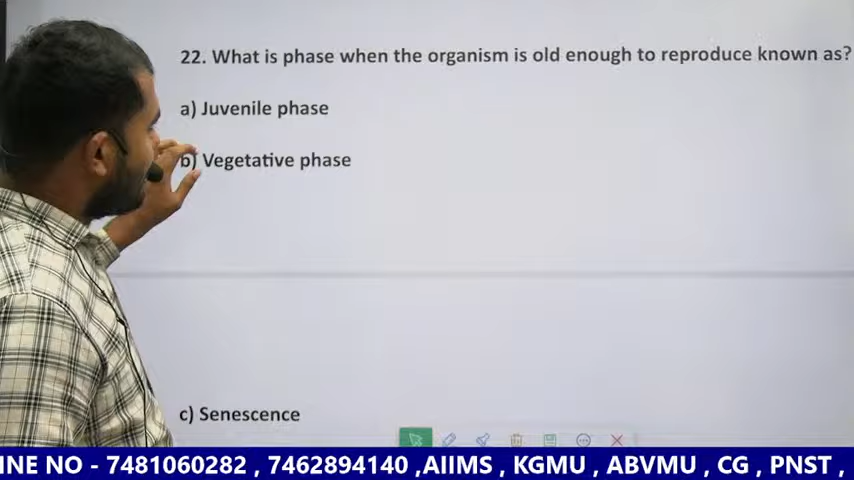 22. What is phase when the organism is old enough to reproduce known as?
a) Juvenile phase
b) Vegetative phase
c) Senescence
INE NO - 7481060282 , 7462894140 ,AIIMS , KGMU , ABVMU , CG , PNST ,